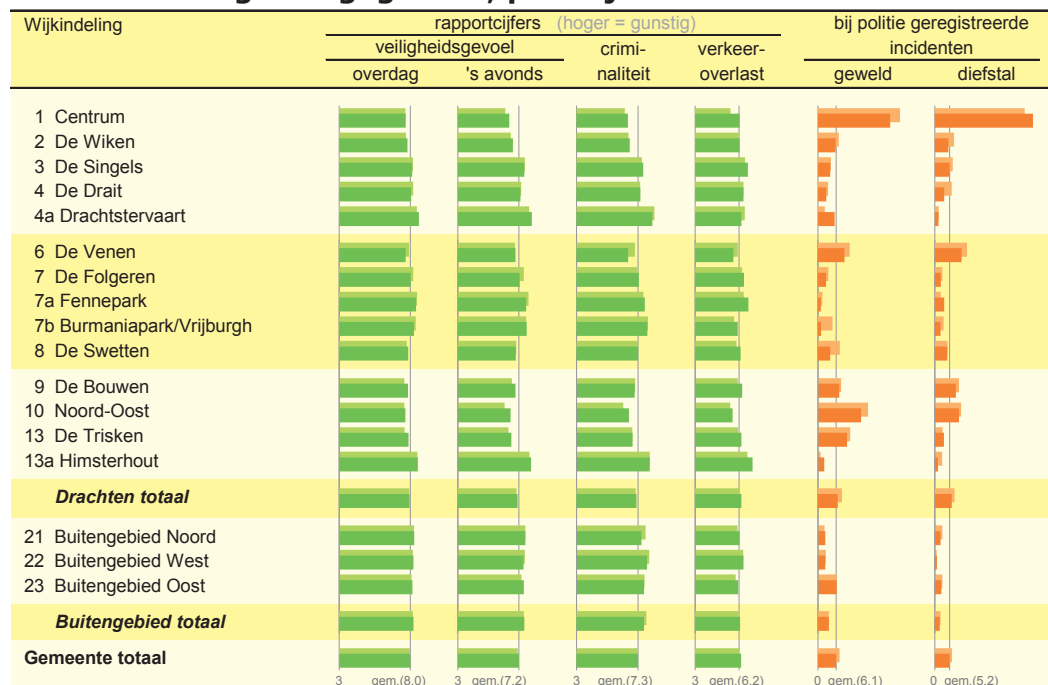 Wijkindeling rapportcijfers (hoger = gunstig) bij politie geregistreerde
veiligheidsgevoel crimi- verkeer- incidenten
overdag 's avonds naliteit overlast geweld diefstal
1 Centrum
2 De Wiken
3 De Singels
4 De Drait
4a Drachtstervaart
6 De Venen
7 De Folgeren
7a Fennepark
7b Burmaniapark/Vrijburgh
8 De Swetten
9 De Bouwen
10 Noord-Oost
13 De Trisken
13a Himsterhout
Drachten totaal
21 Buitengebied Noord
22 Buitengebied West
23 Buitengebied Oost
Buitengebied totaal
Gemeente totaal
3 gem.(8,0) 3 gem.(7,2) 3 gem.(7,3) 3 gem.(6,2) 0 gem.(6,1) 0 gem.(5,2)